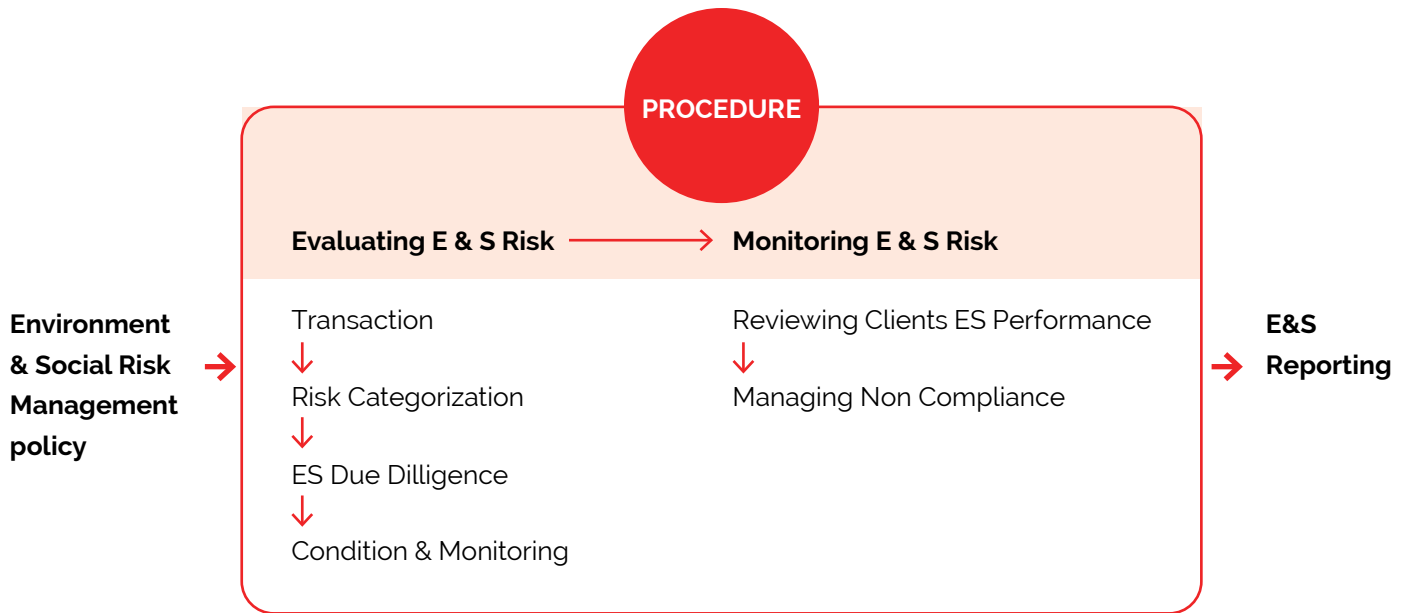 PROCEDURE
Evaluating E & S Risk
Monitoring E & S Risk
Environment
& Social Risk
Management
policy
Transaction
Risk Categorization
ES Due Dilligence
Condition & Monitoring
Reviewing Clients ES Performance
Managing Non Compliance
E&S
Reporting